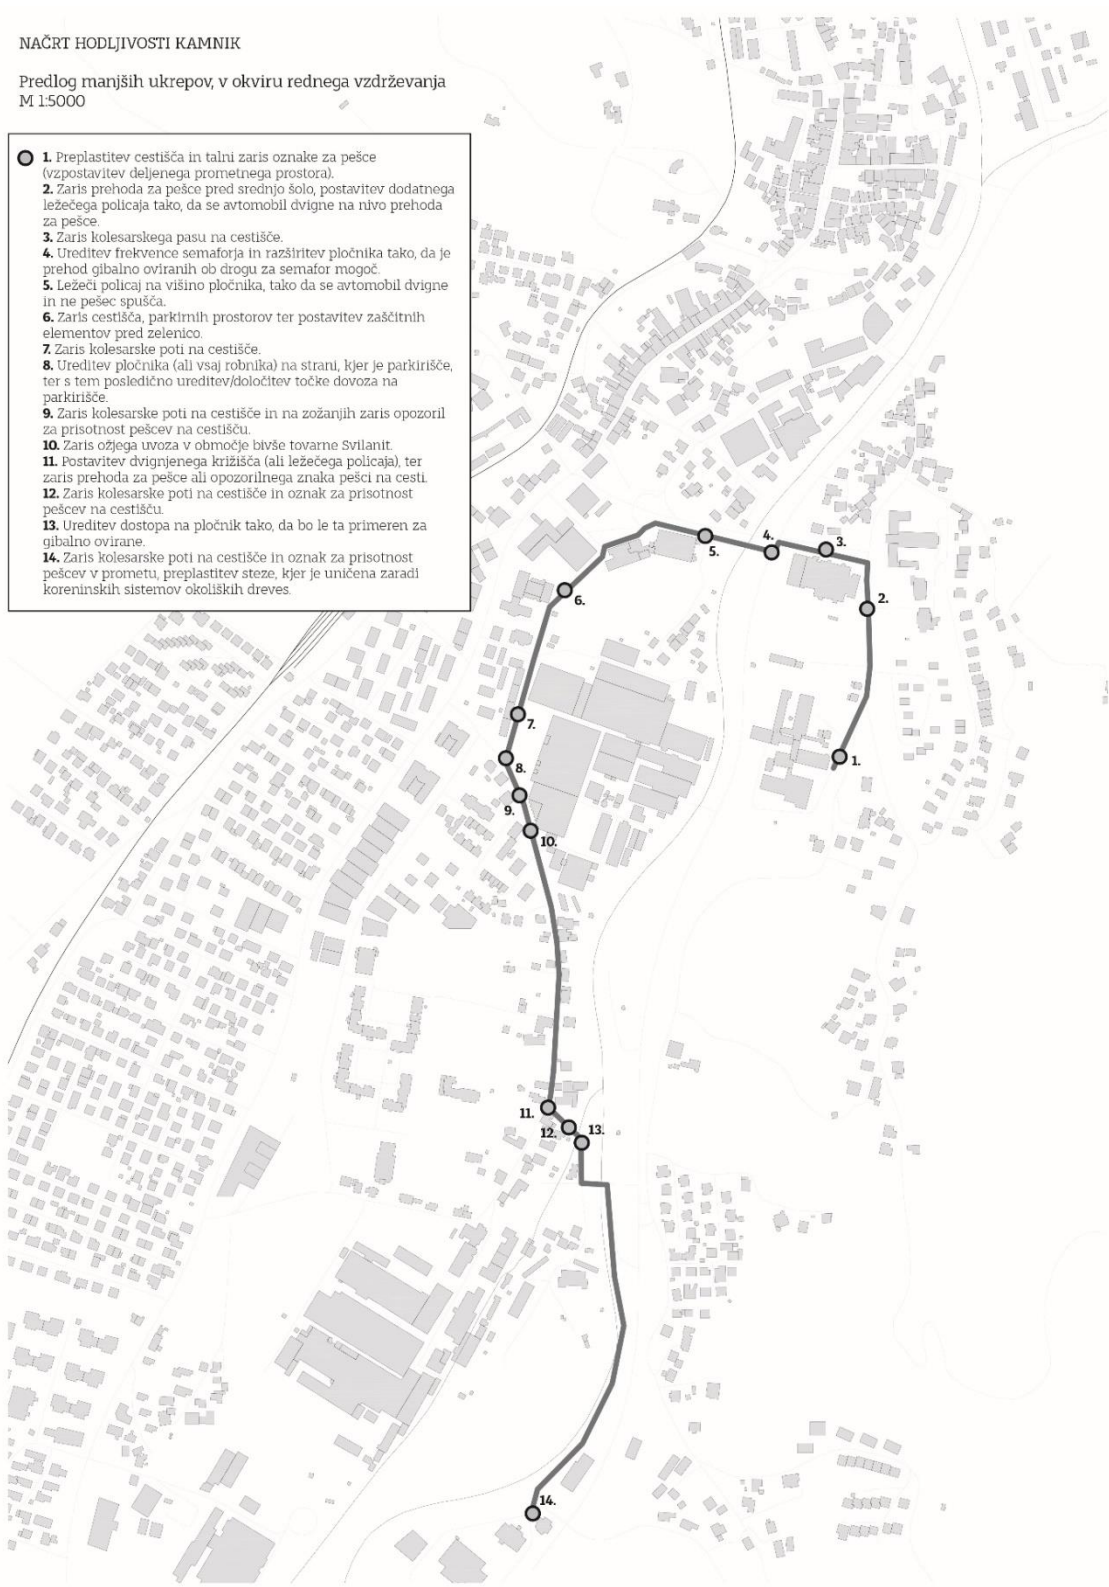 NAČRT HODLJIVOSTI KAMNIK
Predlog manjših ukrepov, v okviru rednega vzdrževanja
M 1:5000
1. Preplastitev cestišča in talni zaris oznake za pešce
(vzpostavitev deljenega prometnega prostora).
2. Zaris prehoda za pešce pred srednjo šolo, postavitev dodatnega
ležečega policaja tako, da se avtomobil dvigne na nivo prehoda
za pešce.
3. Zaris kolesarskega pasu na cestišče.
4. Ureditev frekvence semaforja in razširitev pločnika tako, da je
prehod gibalno oviranih ob drogu za semafor mogoč.
5. Ležeči policaj na višino pločnika, tako da se avtomobil dvigne
in ne pešec spušča.
6. Zaris cestišča, parkirnih prostorov ter postavitev zaščitnih
elementov pred zelenico.
7. Zaris kolesarske poti na cestišče.
8. Ureditev pločnika (ali vsaj robnika) na strani, kjer je parkirišče,
ter s tem posledično ureditev/določitev točke dovoza na
parkirišče.
9. Zaris kolesarske poti na cestišče in na zožanjih zaris opozoril
za prisotnost pešcev na cestišču.
10. Zaris ožjega uvoza v območje bivše tovarne Svilanit.
11. Postavitev dvignjenega križišča (ali ležečega policaja), ter
zaris prehoda za pešce ali opozorilnega znaka pešci na cesti.
12. Zaris kolesarske poti na cestišče in oznak za prisotnost
pešcev na cestišču.
13. Ureditev dostopa na pločnik tako, da bo le ta primeren za
gibalno ovirane.
14. Zaris kolesarske poti na cestišče in oznak za prisotnost
pešcev v prometu, preplastitev steze, kjer je uničena zaradi
koreninskih sistemov okoliških dreves.
5.
4.
3.
2.
6.
7.
1.
8.
9.
10.
11.
12.
13.
14.